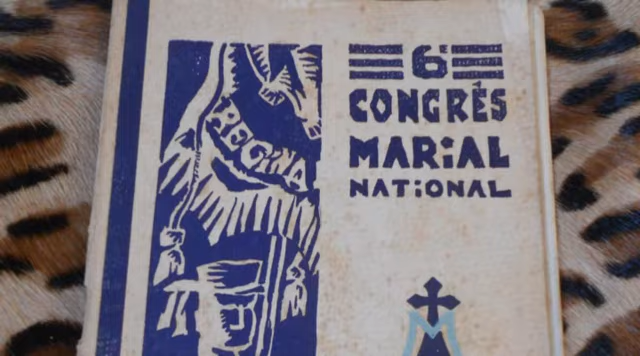 REGINA
6e
CONGRÈS
MARIAL
NATIONAL
M